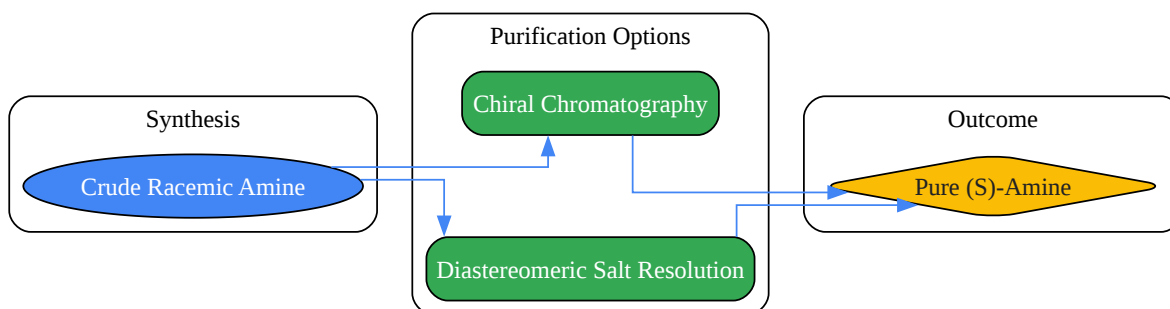 Synthesis
Crude Racemic Amine
Purification Options
Chiral Chromatography
Diastereomeric Salt Resolution
Outcome
Pure (S)-Amine